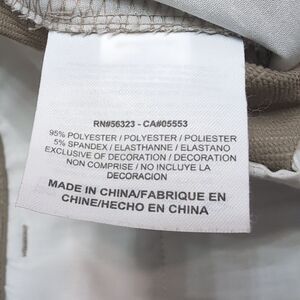 RN#56323 - CA#05553
95% POLYESTER / POLYESTER / POLIESTER
5% SPANDEX / ELASTHANNE / ELASTANO
EXCLUSIVE OF DECORATION / DECORATION
NON COMPRISE / NO INCLUYE LA
DECORACION
MADE IN CHINA/FABRIQUE EN
CHINE/HECHO EN CHINA